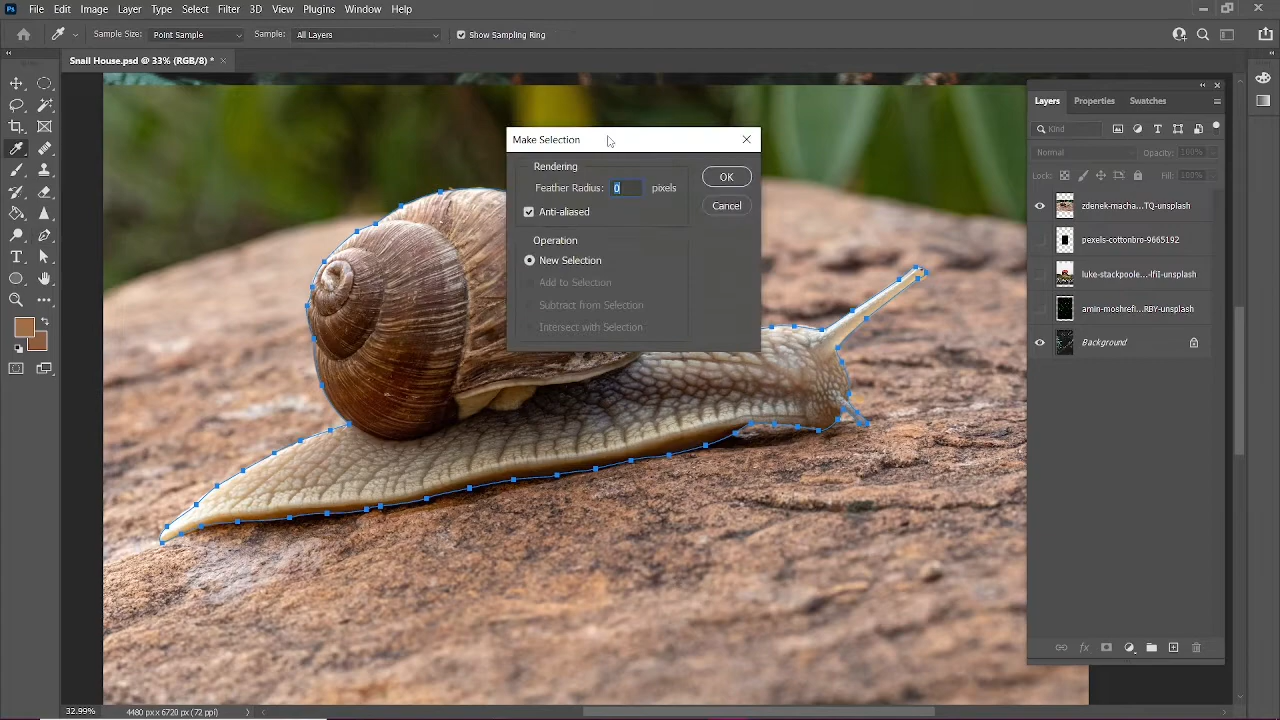 Ps File Edit Image Layer Type Select Filter 3D View Plugins Window Help
Sample Size: Point Sample Sample: All Layers Show Sampling Ring
Snail House.psd @ 33% (RGB/8) * ×
Make Selection
Rendering
Feather Radius: 0 pixels
Anti-aliased
OK
Cancel
Operation
New Selection
Add to Selection
Subtract from Selection
Intersect with Selection
Layers Properties Swatches
Kind
Normal Opacity: 100%
Lock: Fill: 100%
zdenek-macha...TQ-unsplash
pexels-cottonbro-9665192
luke-stackpoole...-lfiI-unsplash
amin-moshrefi...RBY-unsplash
Background
fx
32.99% 4480 px x 6720 px (72 ppi)